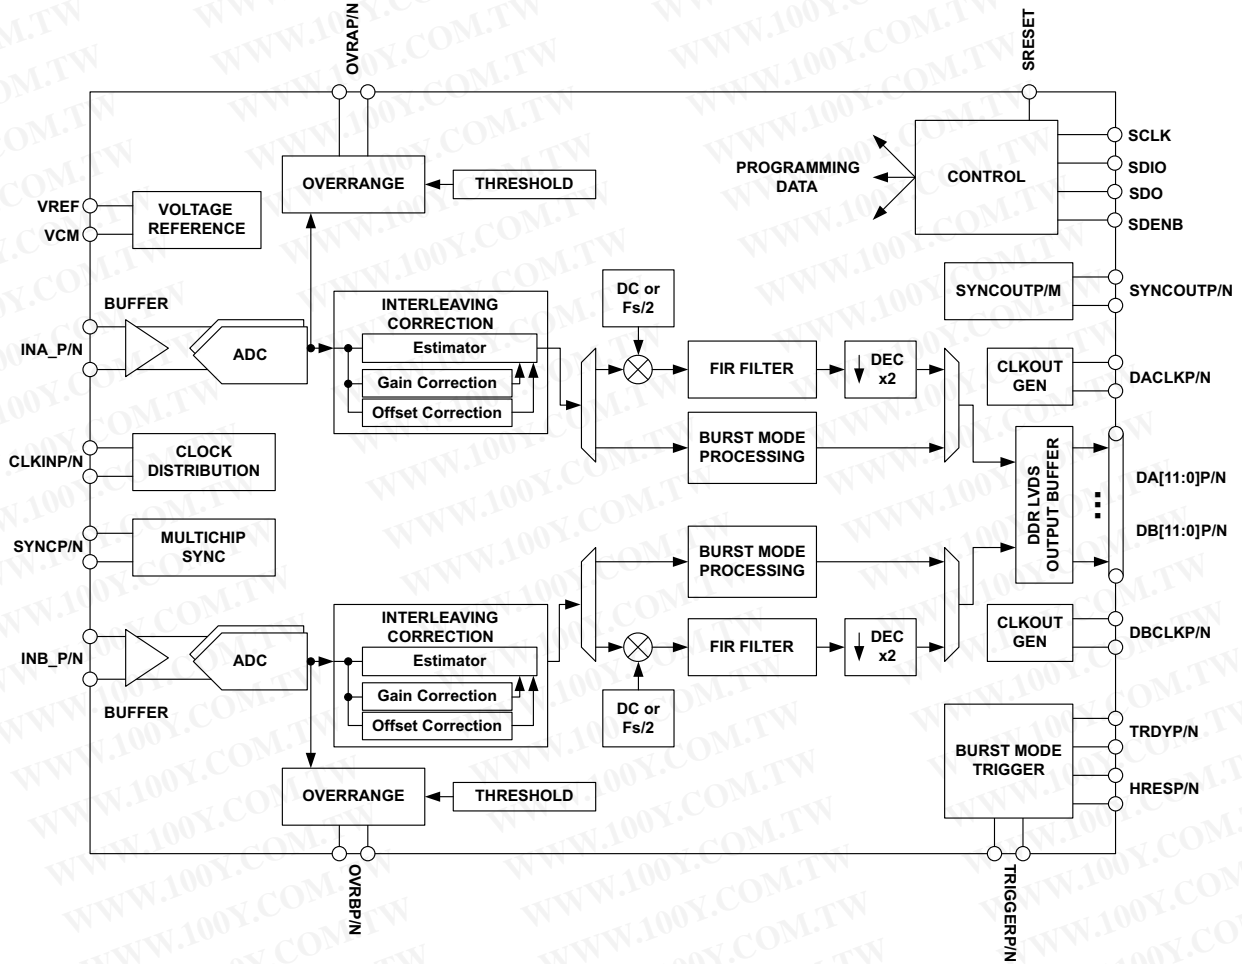 OVRAP/N
SRESET
OVERRANGE
THRESHOLD
PROGRAMMING
DATA
CONTROL
SCLK
SDIO
SDO
SDENB
VREF
VCM
VOLTAGE
REFERENCE
SYNCOUTP/M
SYNCOUTP/N
BUFFER
INA_P/N
ADC
INTERLEAVING
CORRECTION
Estimator
Gain Correction
Offset Correction
DC or
Fs/2
FIR FILTER
DEC
x2
CLKOUT
GEN
DACLKP/N
BURST MODE
PROCESSING
CLKINP/N
CLOCK
DISTRIBUTION
DDR LVDS
OUTPUT BUFFER
DA[11:0]P/N
DB[11:0]P/N
SYNCP/N
MULTICHIP
SYNC
BURST MODE
PROCESSING
INB_P/N
ADC
BUFFER
INTERLEAVING
CORRECTION
Estimator
Gain Correction
Offset Correction
FIR FILTER
DEC
x2
DC or
Fs/2
CLKOUT
GEN
DBCLKP/N
BURST MODE
TRIGGER
TRDYP/N
HRESP/N
OVERRANGE
THRESHOLD
OVRBP/N
TRIGGERP/N
WWW.100Y.COM.TW